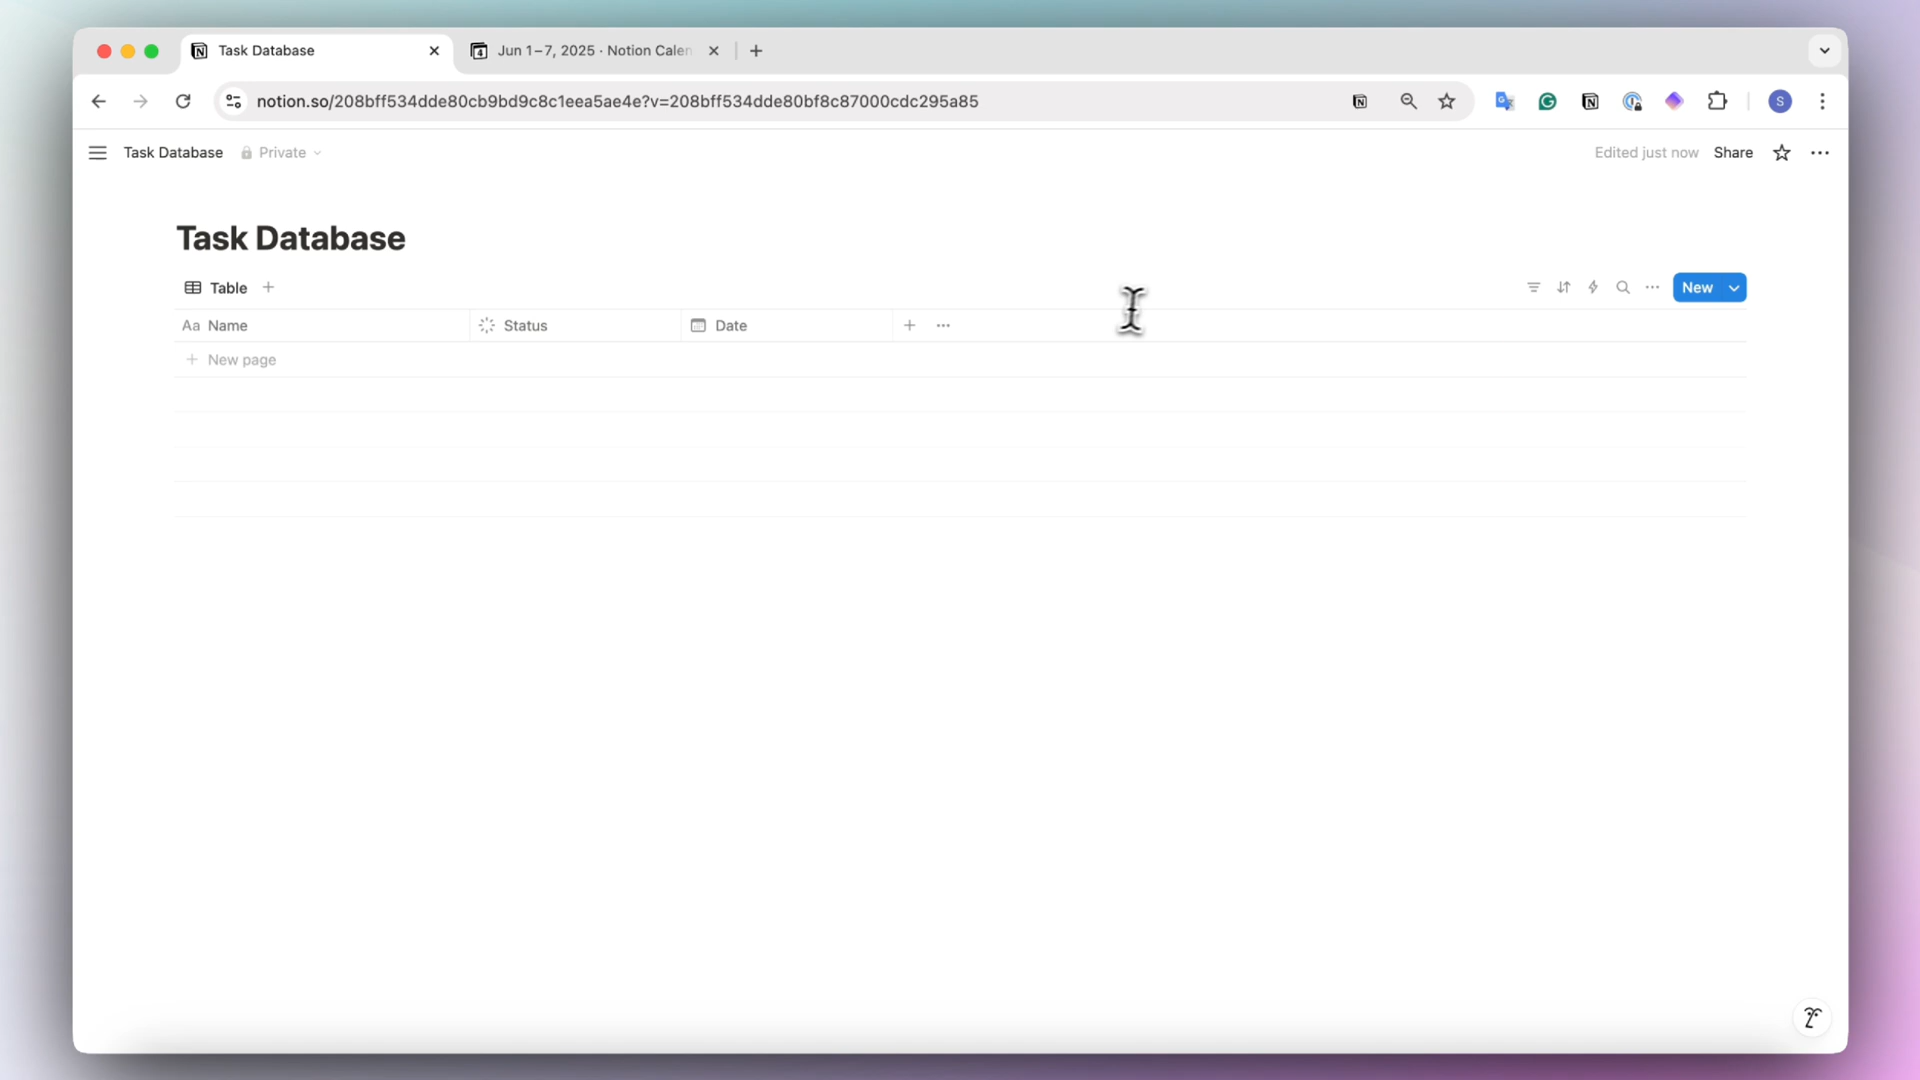 Task Database
Jun 1–7, 2025 · Notion Calen
notion.so/208bff534dde80cb9bd9c8c1eea5ae4e?v=208bff534dde80bf8c87000cdc295a85
S
Task Database Private
Edited just now Share
Task Database
Table
New
Aa Name Status Date
New page